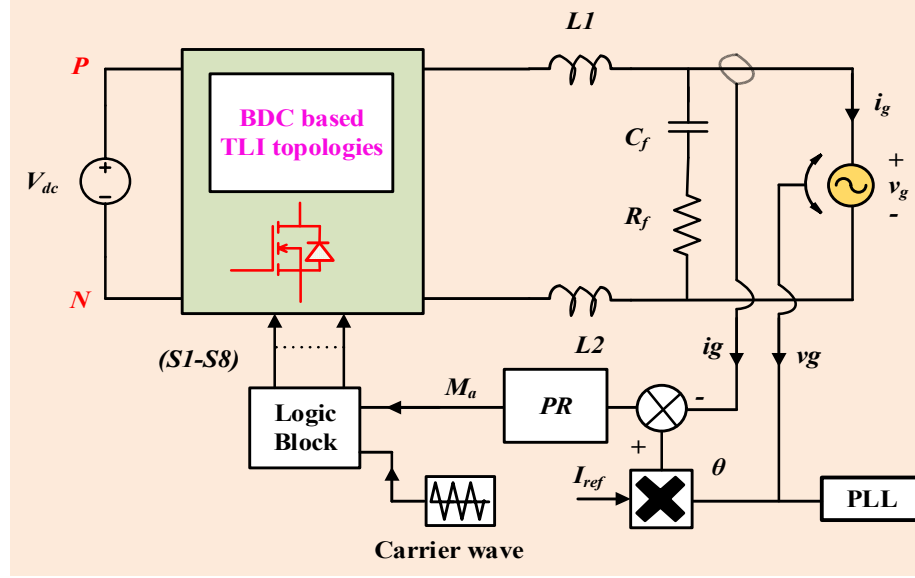 L1
P
BDC based
TLI topologies
ig
Cf
+
Vdc
+
vg
-
-
Rf
N
L2
(S1-S8)
ig
vg
Ma
PR
-
Logic
Block
+
θ
Iref
PLL
Carrier wave